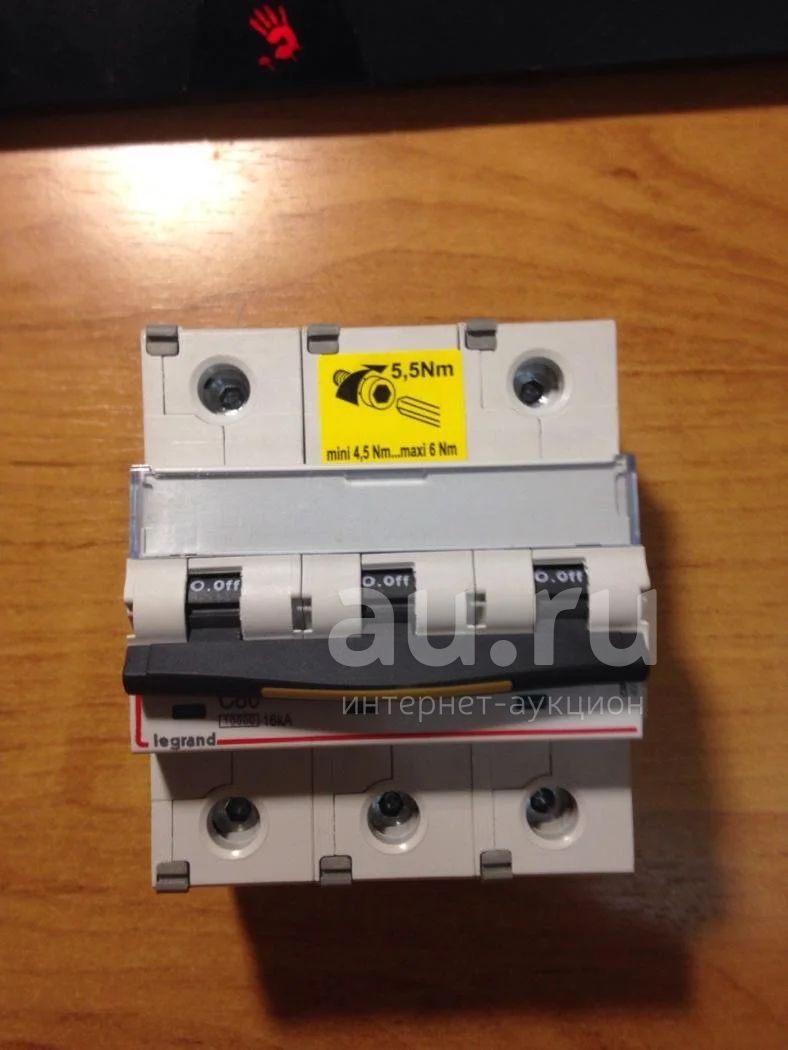 5,5Nm
mini 4,5 Nm...maxi 6 Nm
O.Off O.Off O.Off
au.ru
интернет-аукцион
C80
10000 16kA
legrand